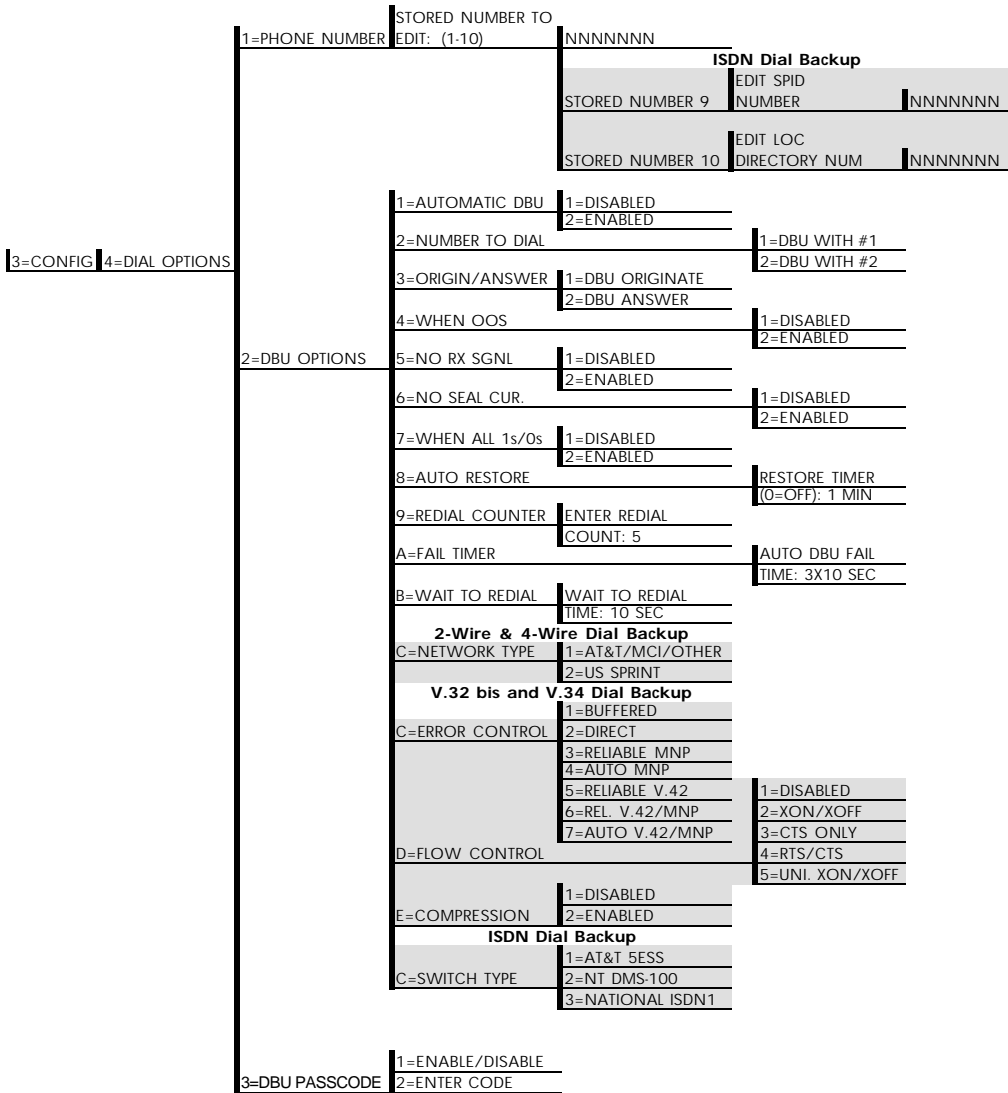 STORED NUMBER TO
1=PHONE NUMBER EDIT: (1-10) NNNNNNN
ISDN Dial Backup
EDIT SPID
STORED NUMBER 9 NUMBER NNNNNNN
EDIT LOC
STORED NUMBER 10 DIRECTORY NUM NNNNNNN
1=AUTOMATIC DBU 1=DISABLED
2=ENABLED
2=NUMBER TO DIAL 1=DBU WITH #1
3=CONFIG 4=DIAL OPTIONS 2=DBU WITH #2
3=ORIGIN/ANSWER 1=DBU ORIGINATE
2=DBU ANSWER
4=WHEN OOS 1=DISABLED
2=ENABLED
2=DBU OPTIONS 5=NO RX SGNL 1=DISABLED
2=ENABLED
6=NO SEAL CUR. 1=DISABLED
2=ENABLED
7=WHEN ALL 1s/0s 1=DISABLED
2=ENABLED
8=AUTO RESTORE RESTORE TIMER
(0=OFF): 1 MIN
9=REDIAL COUNTER ENTER REDIAL
COUNT: 5
A=FAIL TIMER AUTO DBU FAIL
TIME: 3X10 SEC
B=WAIT TO REDIAL WAIT TO REDIAL
TIME: 10 SEC
2-Wire & 4-Wire Dial Backup
C=NETWORK TYPE 1=AT&T/MCI/OTHER
2=US SPRINT
V.32 bis and V.34 Dial Backup
1=BUFFERED
C=ERROR CONTROL 2=DIRECT
3=RELIABLE MNP
4=AUTO MNP
5=RELIABLE V.42 1=DISABLED
6=REL. V.42/MNP 2=XON/XOFF
7=AUTO V.42/MNP 3=CTS ONLY
D=FLOW CONTROL 4=RTS/CTS
5=UNI. XON/XOFF
1=DISABLED
E=COMPRESSION 2=ENABLED
ISDN Dial Backup
1=AT&T 5ESS
C=SWITCH TYPE 2=NT DMS-100
3=NATIONAL ISDN1
1=ENABLE/DISABLE
3=DBU PASSCODE 2=ENTER CODE